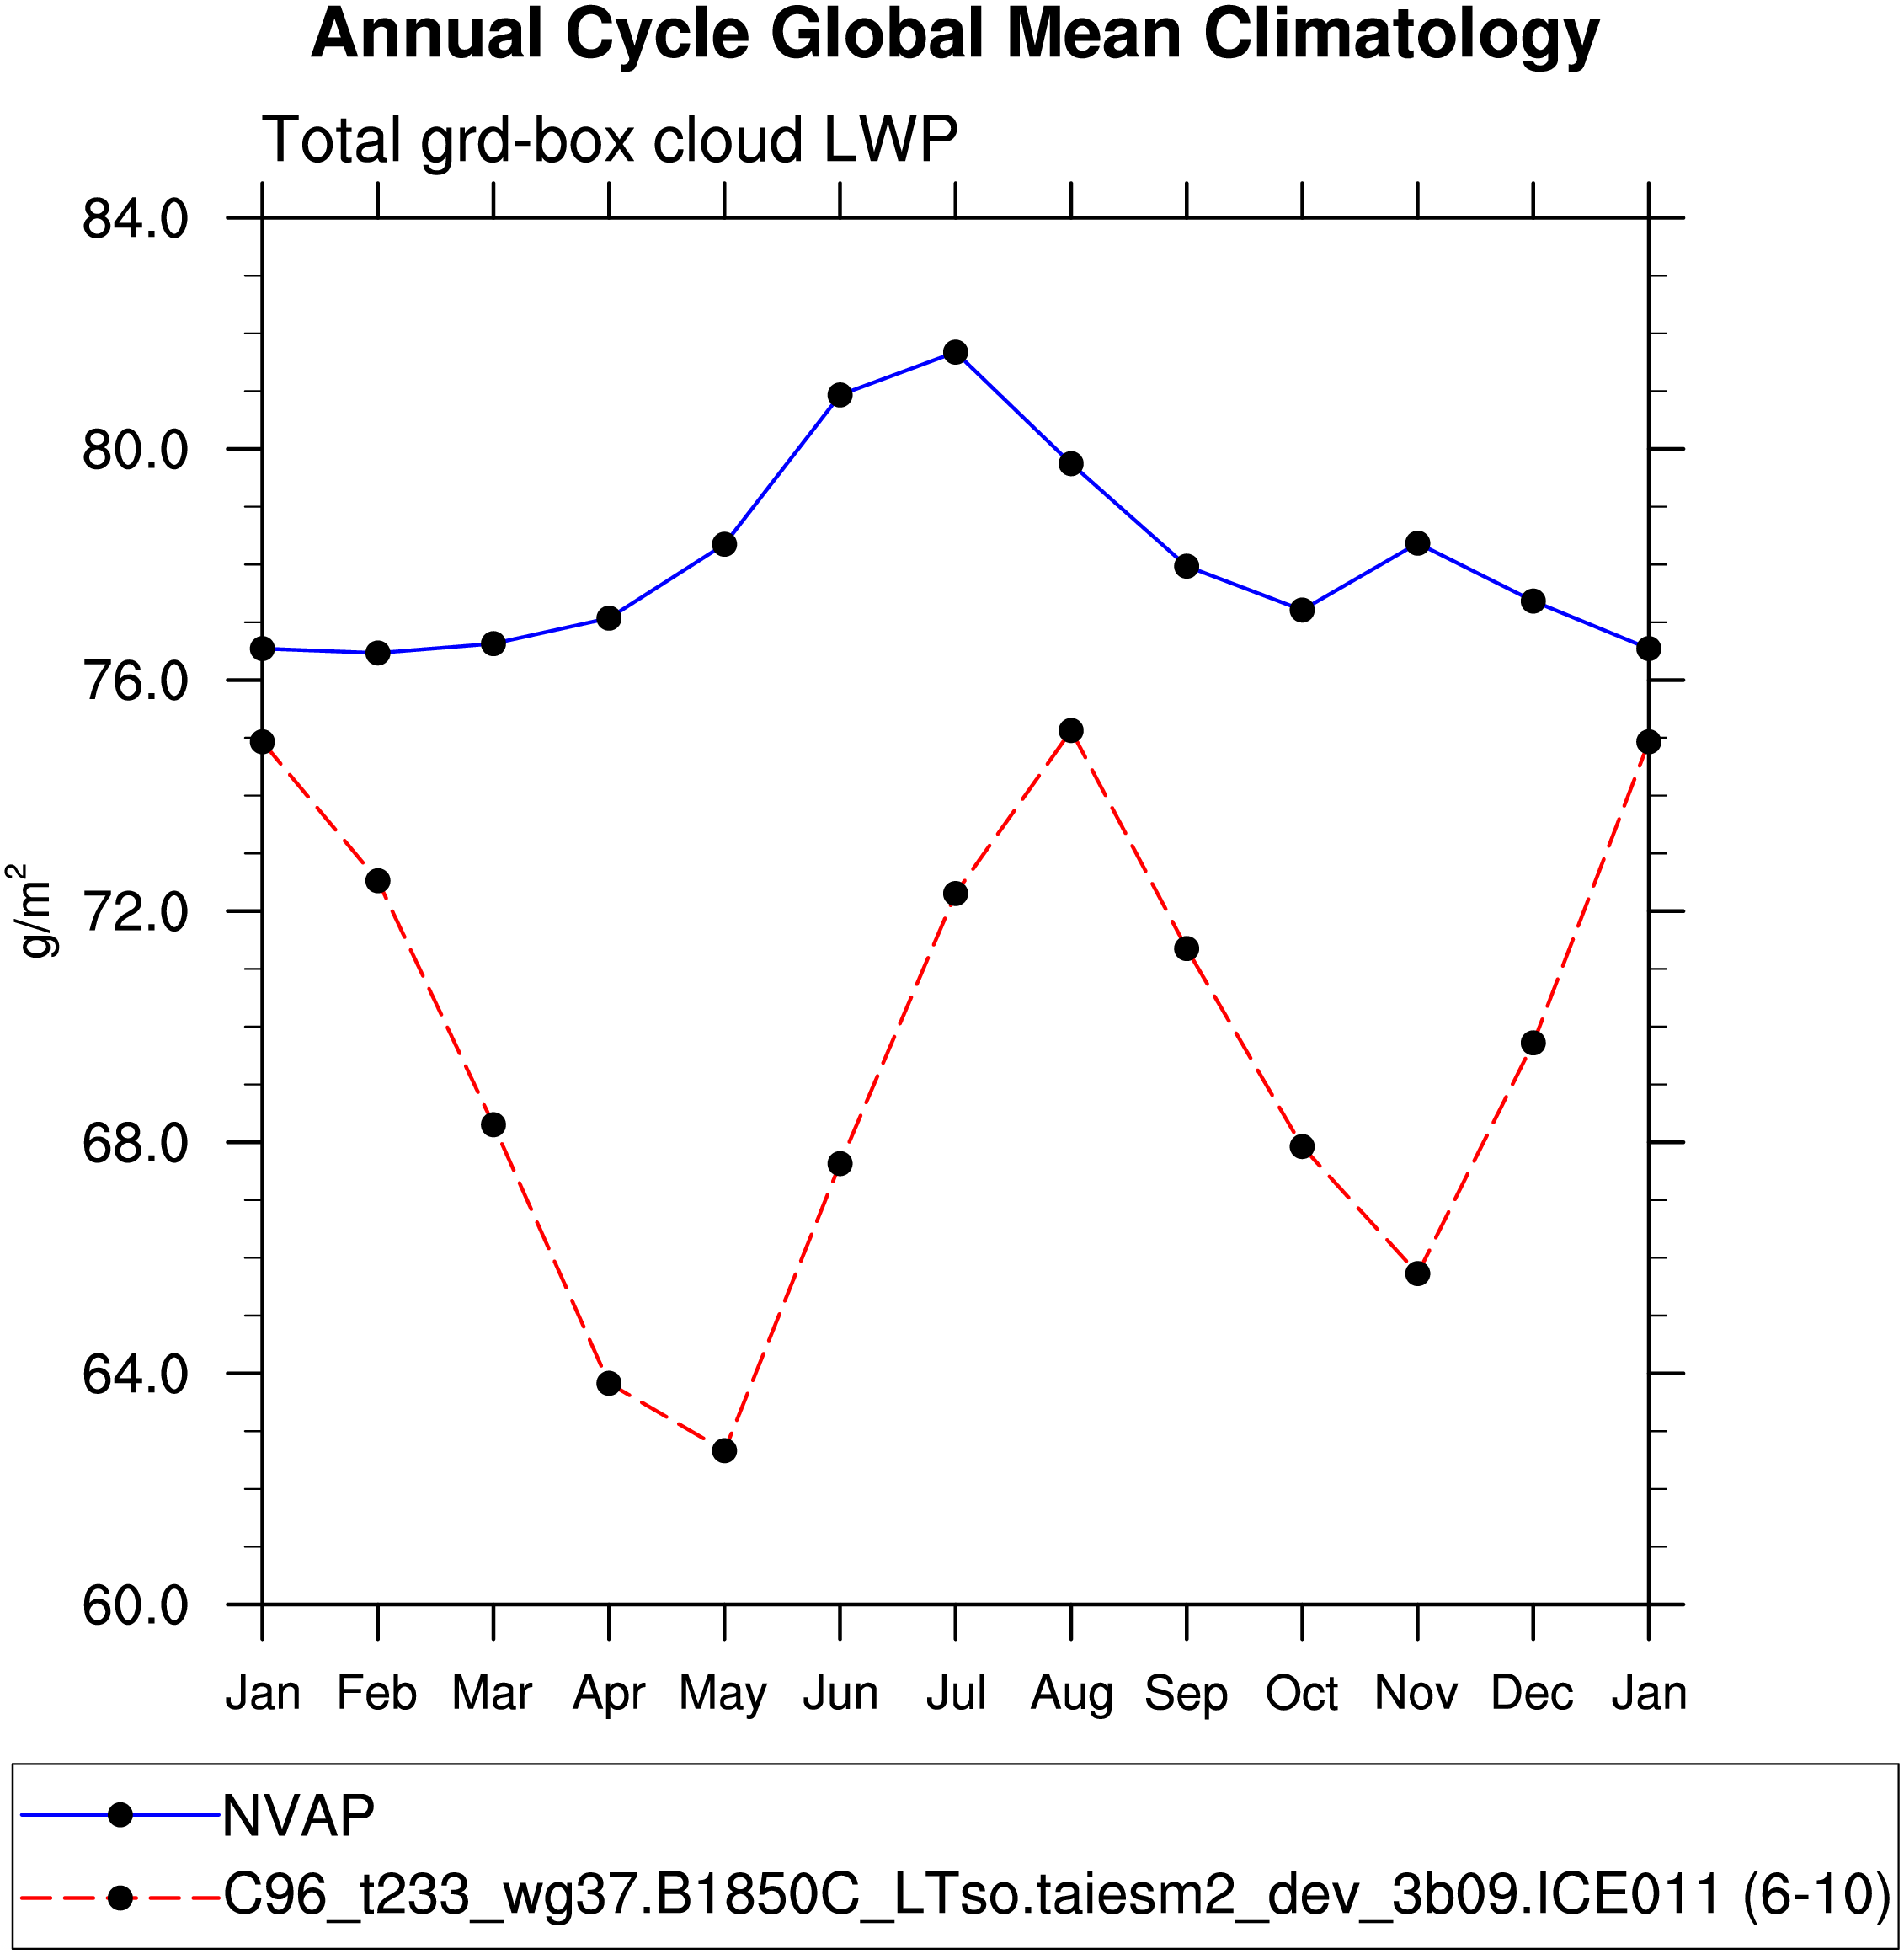 Annual Cycle Global Mean Climatology
Total grd-box cloud LWP
84.0
80.0
76.0
72.0
68.0
64.0
60.0
g/m²
Jan Feb Mar Apr May Jun Jul Aug Sep Oct Nov Dec Jan
NVAP
C96_t233_wg37.B1850C_LTso.taiesm2_dev_3b09.ICE011 (6-10)